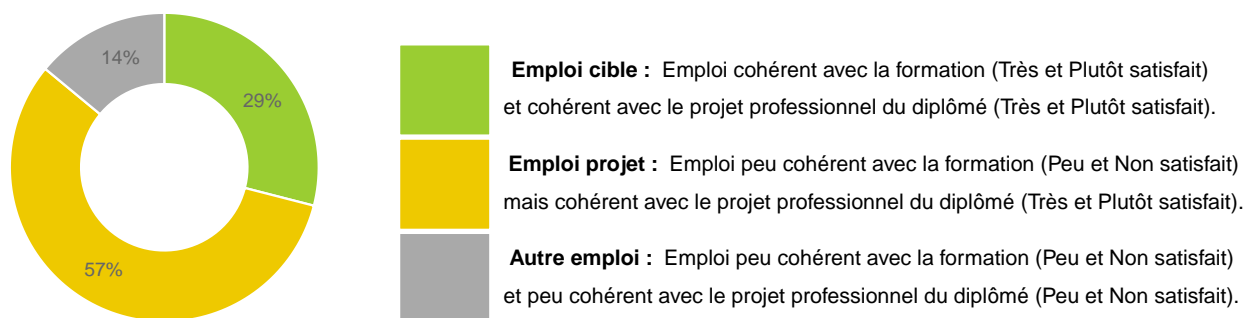 14%
29%
57%
Emploi cible : Emploi cohérent avec la formation (Très et Plutôt satisfait)
et cohérent avec le projet professionnel du diplômé (Très et Plutôt satisfait).
Emploi projet : Emploi peu cohérent avec la formation (Peu et Non satisfait)
mais cohérent avec le projet professionnel du diplômé (Très et Plutôt satisfait).
Autre emploi : Emploi peu cohérent avec la formation (Peu et Non satisfait)
et peu cohérent avec le projet professionnel du diplômé (Peu et Non satisfait).